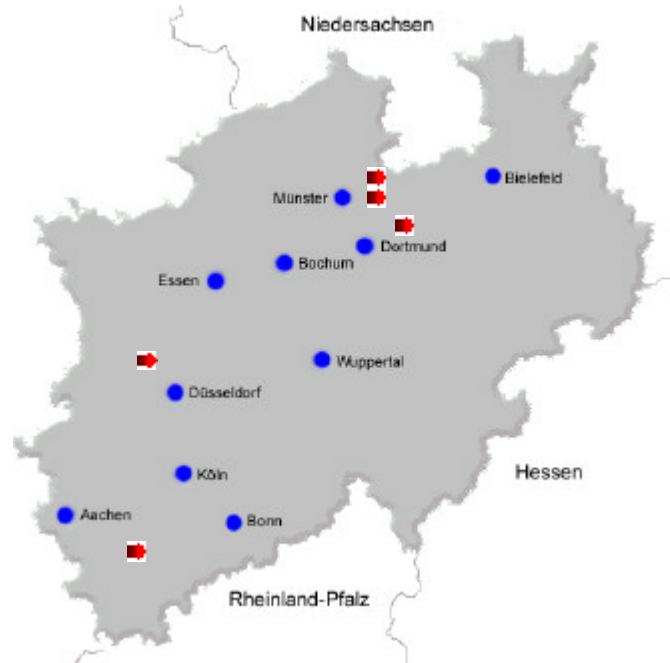 Niedersachsen
Bielefeld
Münster
Dortmund
Bochum
Essen
Wuppertal
Düsseldorf
Köln
Hessen
Aachen
Bonn
Rheinland-Pfalz